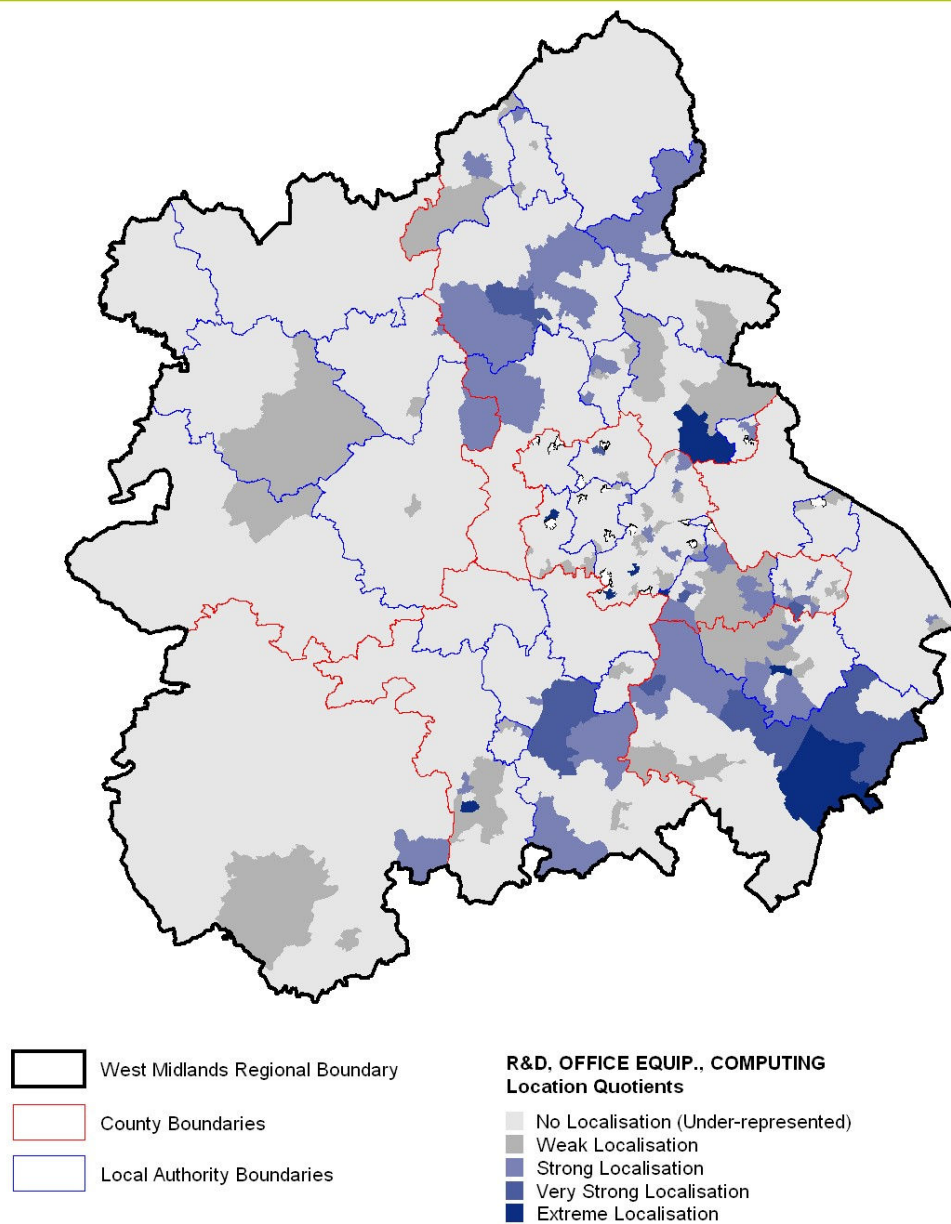 West Midlands Regional Boundary
County Boundaries
Local Authority Boundaries
R&D, OFFICE EQUIP., COMPUTING
Location Quotients
No Localisation (Under-represented)
Weak Localisation
Strong Localisation
Very Strong Localisation
Extreme Localisation